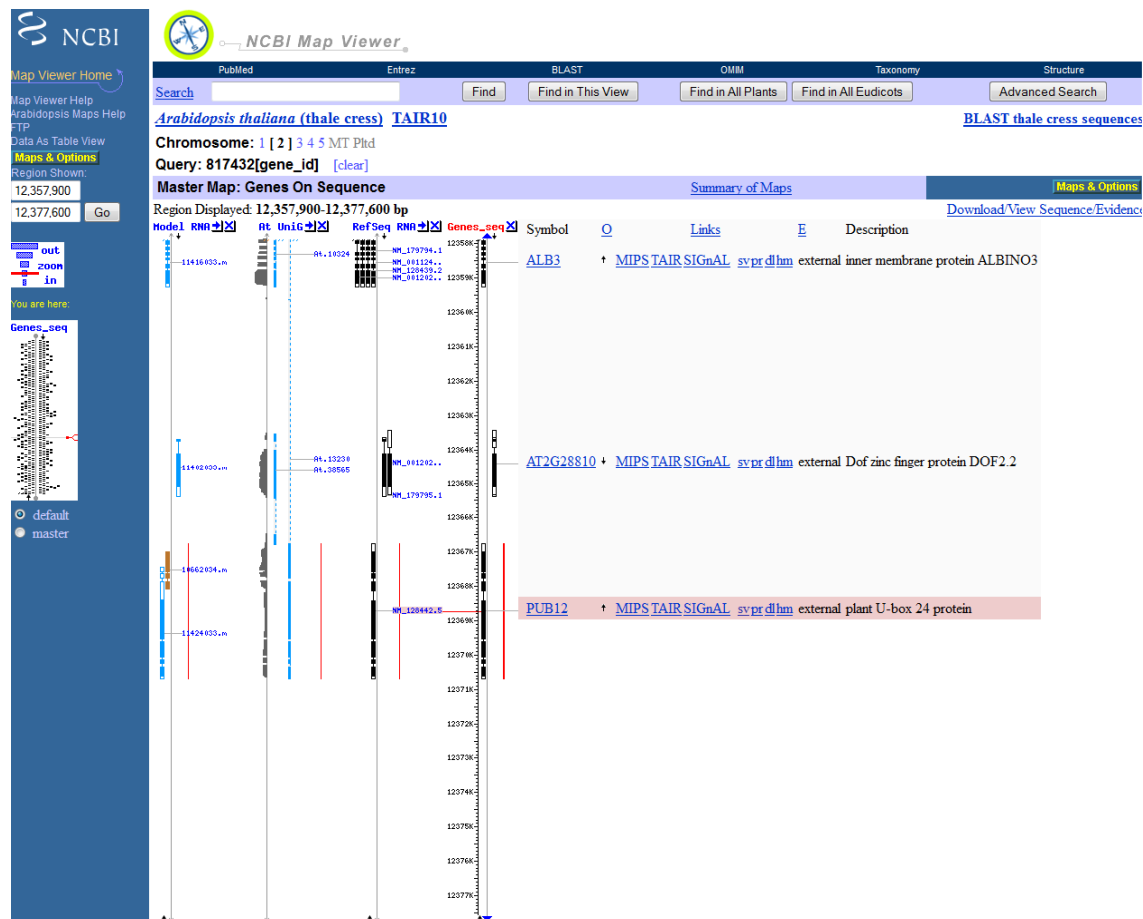 NCBI
NCBI Map Viewer
PubMed Entrez BLAST OMIM Taxonomy Structure
Search Find Find in This View Find in All Plants Find in All Eudicots Advanced Search
Map Viewer Home
Map Viewer Help
Arabidopsis Maps Help
FTP
Data As Table View
Maps & Options
Region Shown:
12,357,900
12,377,600 Go
out
zoom
in
You are here:
Genes_seq
default
master
Arabidopsis thaliana (thale cress) TAIR10 BLAST thale cress sequences
Chromosome: 1 [ 2 ] 3 4 5 MT Pltd
Query: 817432[gene_id] [clear]
Master Map: Genes On Sequence Summary of Maps Maps & Options
Region Displayed: 12,357,900-12,377,600 bp Download/View Sequence/Evidence
Model RNA At UniG RefSeq RNA Genes_seq Symbol O Links E Description
12358K
At.10324 NM_179794.1
11416033.m NM_001124.. ALB3 MIPS TAIR SIGnAL sv pr dl hm external inner membrane protein ALBINO3
NM_128439.2
NM_001202.. 12359K
12360K
12361K
12362K
12363K
12364K
11402033.m At.13230 NM_001202.. AT2G28810 MIPS TAIR SIGnAL sv pr dl hm external Dof zinc finger protein DOF2.2
At.38565
12365K
NM_179795.1
12366K
12367K
10662034.m
12368K
NM_128442.5 PUB12 MIPS TAIR SIGnAL sv pr dl hm external plant U-box 24 protein
12369K
11424033.m
12370K
12371K
12372K
12373K
12374K
12375K
12376K
12377K